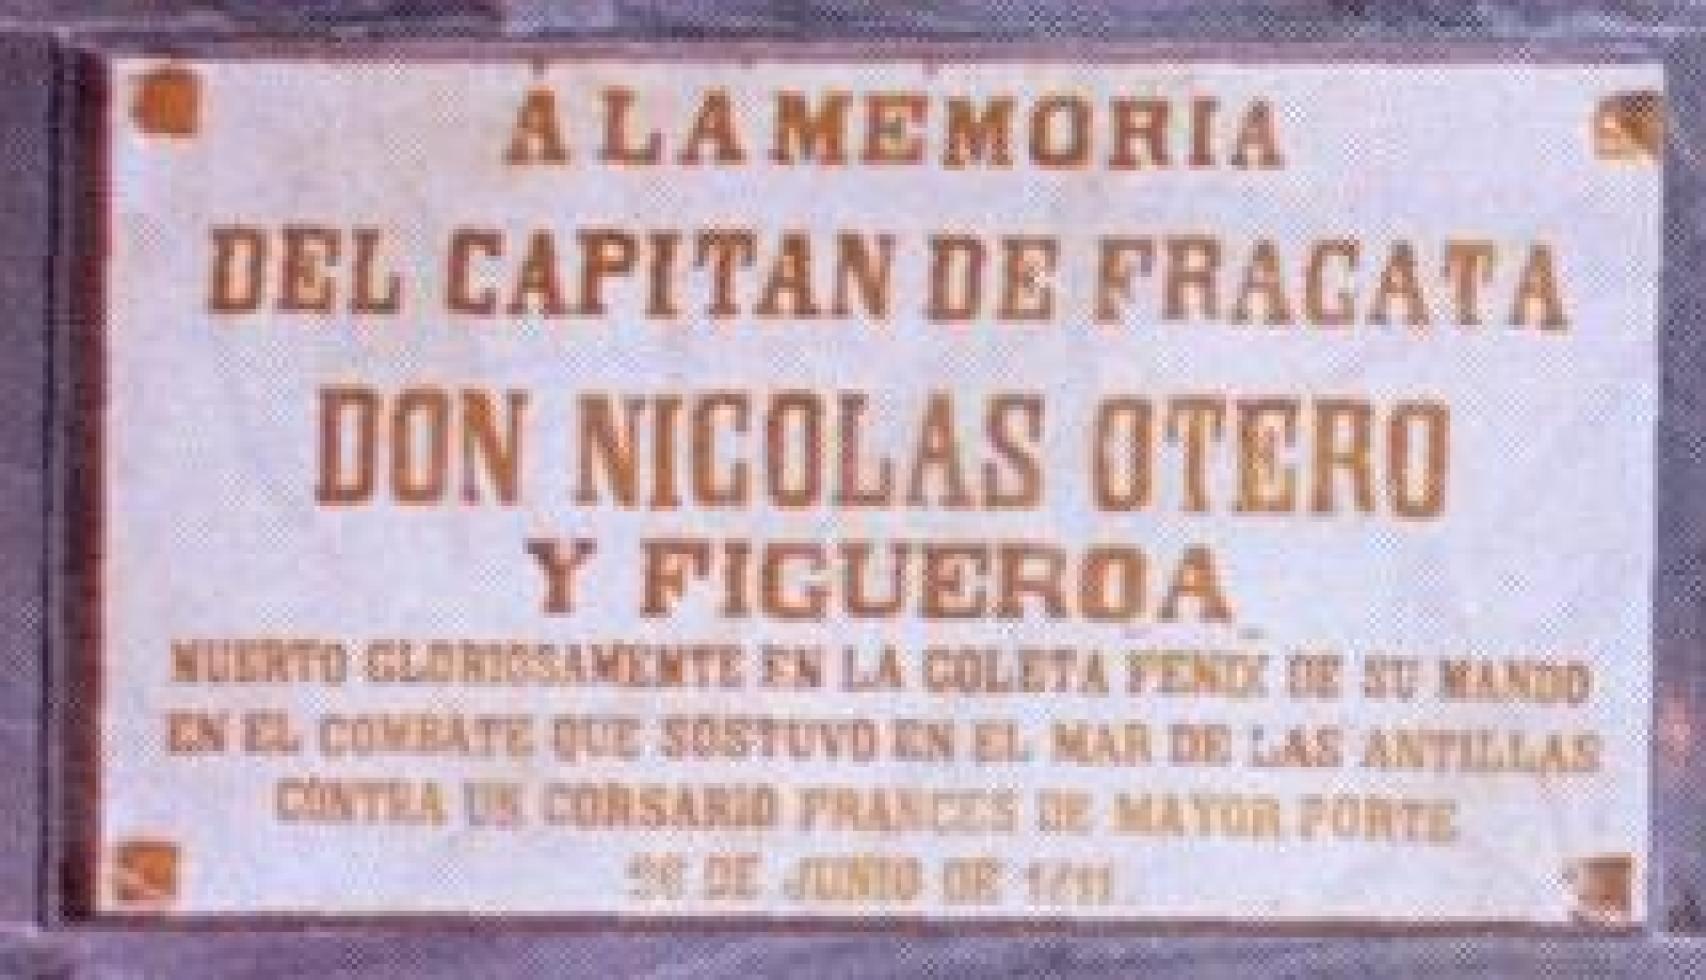 A LA MEMORIA
DEL CAPITAN DE FRAGATA
DON NICOLAS OTERO
Y FIGUEROA
MUERTO GLORIOSAMENTE EN LA GOLETA FENIX DE SU MANDO
EN EL COMBATE QUE SOSTUVO EN EL MAR DE LAS ANTILLAS
CONTRA UN CORSARIO FRANCES DE MAYOR PORTE
DE JUNIO DE